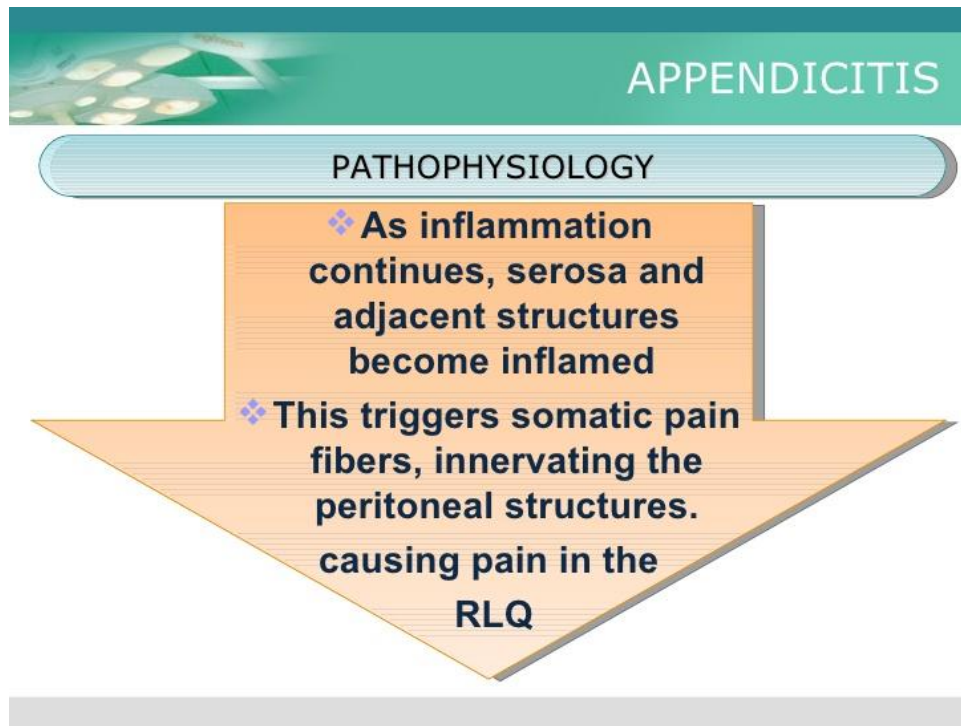 APPENDICITIS
PATHOPHYSIOLOGY
As inflammation
continues, serosa and
adjacent structures
become inflamed
This triggers somatic pain
fibers, innervating the
peritoneal structures.
causing pain in the
RLQ